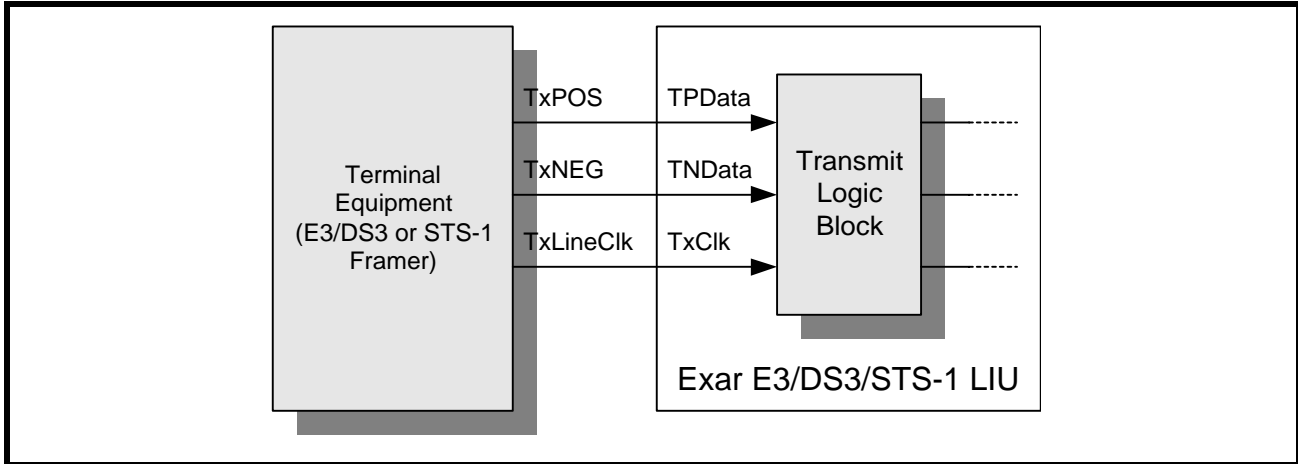 Terminal
Equipment
(E3/DS3 or STS-1
Framer)
TxPOS
TPData
TxNEG
TNData
TxLineClk
TxClk
Transmit
Logic
Block
Exar E3/DS3/STS-1 LIU